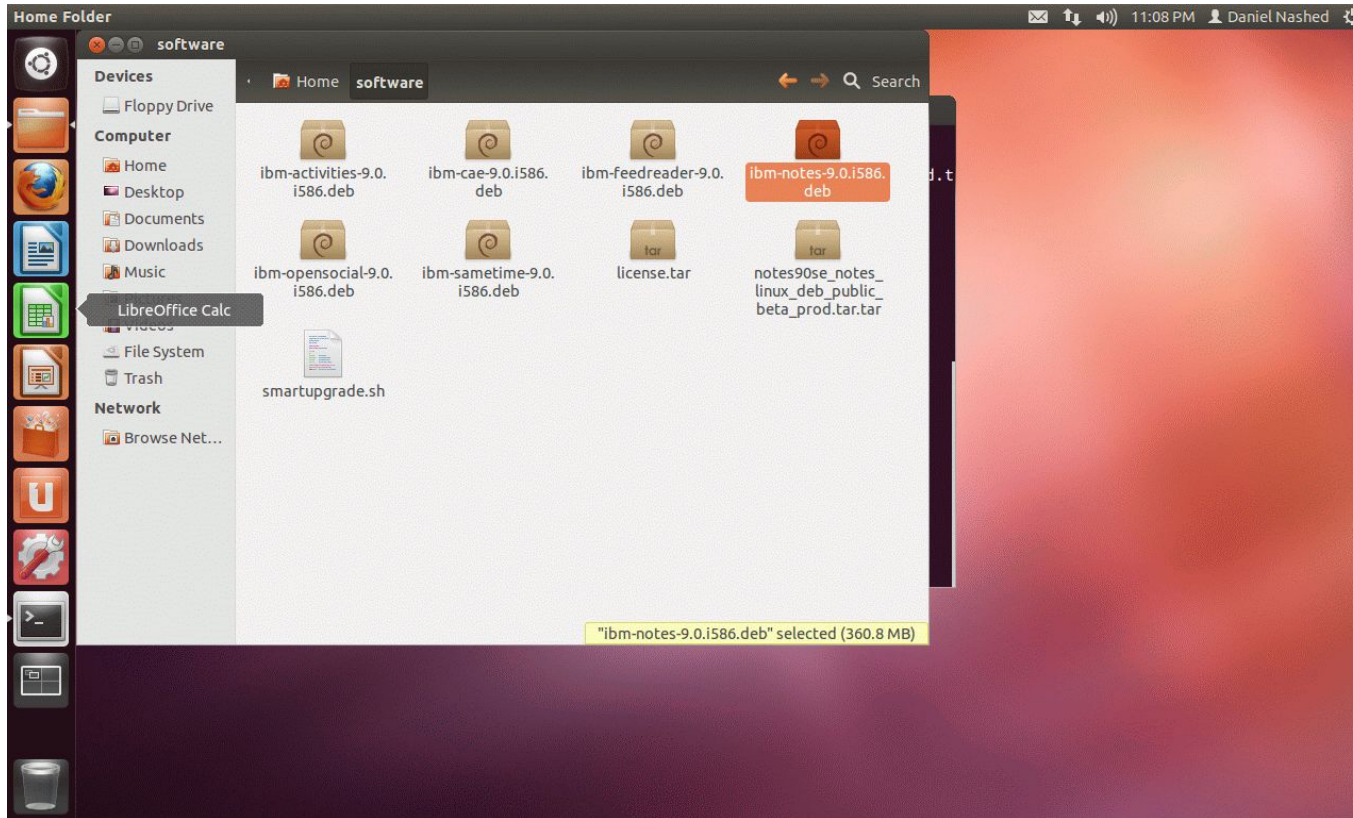 Home Folder
11:08 PM Daniel Nashed
software
Devices
Floppy Drive
Computer
Home
Desktop
Documents
Downloads
Music
Pictures
LibreOffice Calc
Videos
File System
Trash
Network
Browse Net...
Home software
Search
ibm-activities-9.0.
i586.deb
ibm-cae-9.0.i586.
deb
ibm-feedreader-9.0.
i586.deb
ibm-notes-9.0.i586.
deb
d.t
ibm-opensocial-9.0.
i586.deb
ibm-sametime-9.0.
i586.deb
tar
license.tar
tar
notes90se_notes_
linux_deb_public_
beta_prod.tar.tar
smartupgrade.sh
"ibm-notes-9.0.i586.deb" selected (360.8 MB)